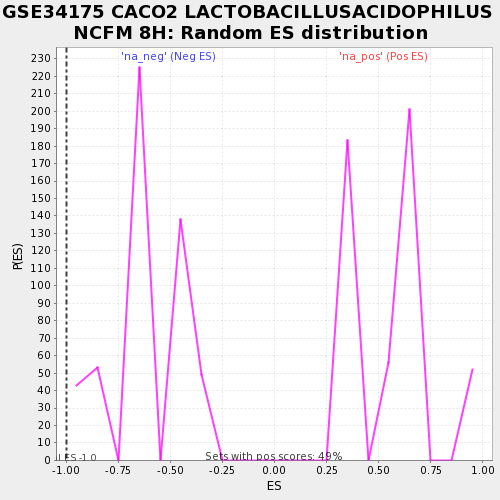 GSE34175 CACO2 LACTOBACILLUSACIDOPHILUS
NCFM 8H: Random ES distribution
'na_neg' (Neg ES)
'na_pos' (Pos ES)
230
220
210
200
190
180
170
160
150
140
130
120
110
100
90
80
70
60
50
40
30
20
10
0
P(ES)
ES -1.0
Sets with pos scores: 49%
-1.00 -0.75 -0.50 -0.25 0.00 0.25 0.50 0.75 1.00
ES